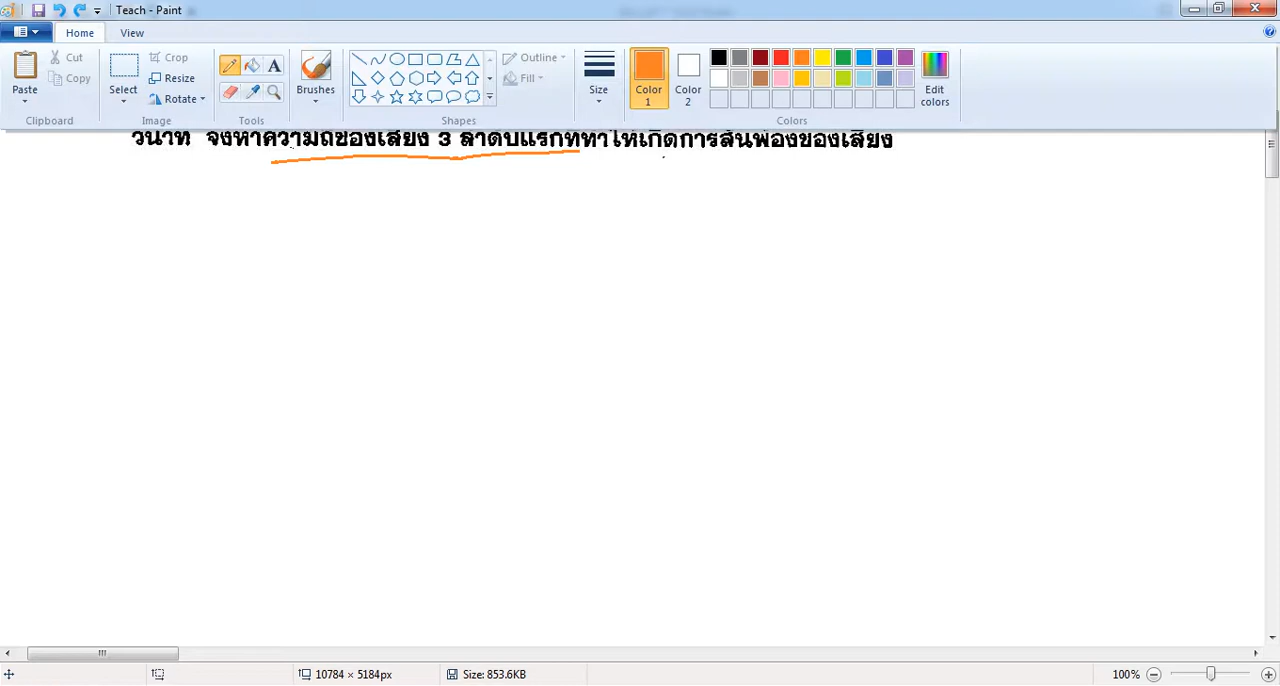 Teach - Paint
Home View
Paste
Cut
Copy
Clipboard
Select
Crop
Resize
Rotate
Image
A
Tools
Brushes
Shapes
Outline
Fill
Size
Color 1
Color 2
Edit colors
Colors
วินาที จงหาความถี่ของเสียง 3 ลำดับแรกที่ทำให้เกิดการสั่นพ้องของเสียง
10784 × 5184px
Size: 853.6KB
100%